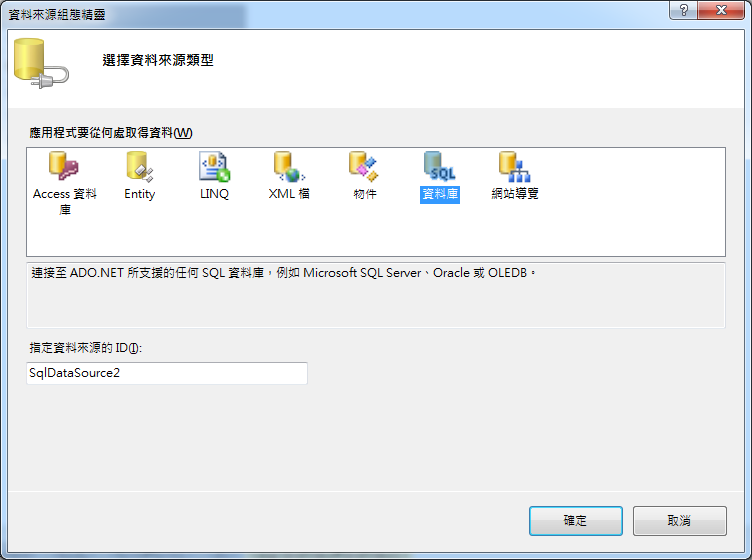 資料來源組態精靈
選擇資料來源類型
應用程式要從何處取得資料(W)
Access 資料
庫
Entity
LINQ
XML 檔
物件
SQL
資料庫
網站導覽
連接至 ADO.NET 所支援的任何 SQL 資料庫，例如 Microsoft SQL Server、Oracle 或 OLEDB。
指定資料來源的 ID(I):
SqlDataSource2
確定
取消